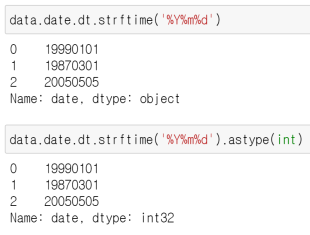 data.date.dt.strftime('%Y%m%d')
0 19990101
1 19870301
2 20050505
Name: date, dtype: object
data.date.dt.strftime('%Y%m%d').astype(int)
0 19990101
1 19870301
2 20050505
Name: date, dtype: int32